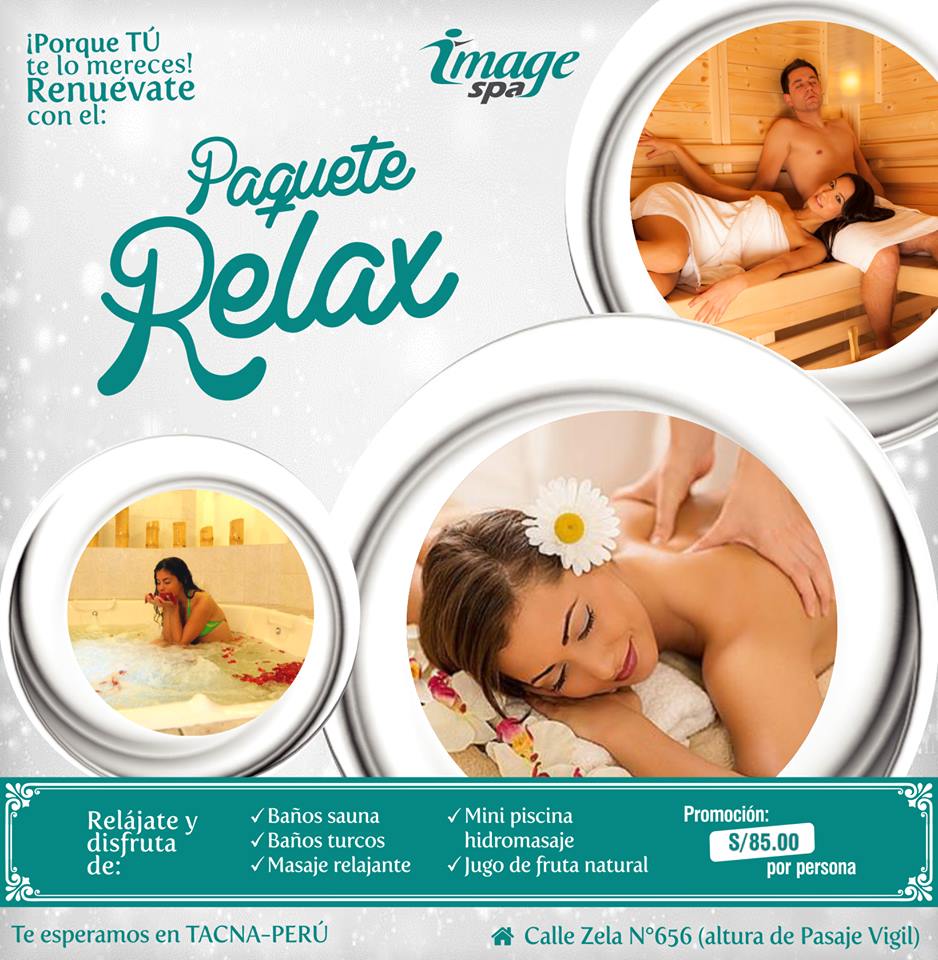 ¡Porque TÚ
te lo mereces!
Renuévate
con el:
image
spa
Paquete
Relax
Relájate y
disfruta
de:
✓ Baños sauna
✓ Baños turcos
✓ Masaje relajante
✓ Mini piscina
hidromasaje
✓ Jugo de fruta natural
Promoción:
S/85.00
por persona
Te esperamos en TACNA-PERÚ
Calle Zela N°656 (altura de Pasaje Vigil)